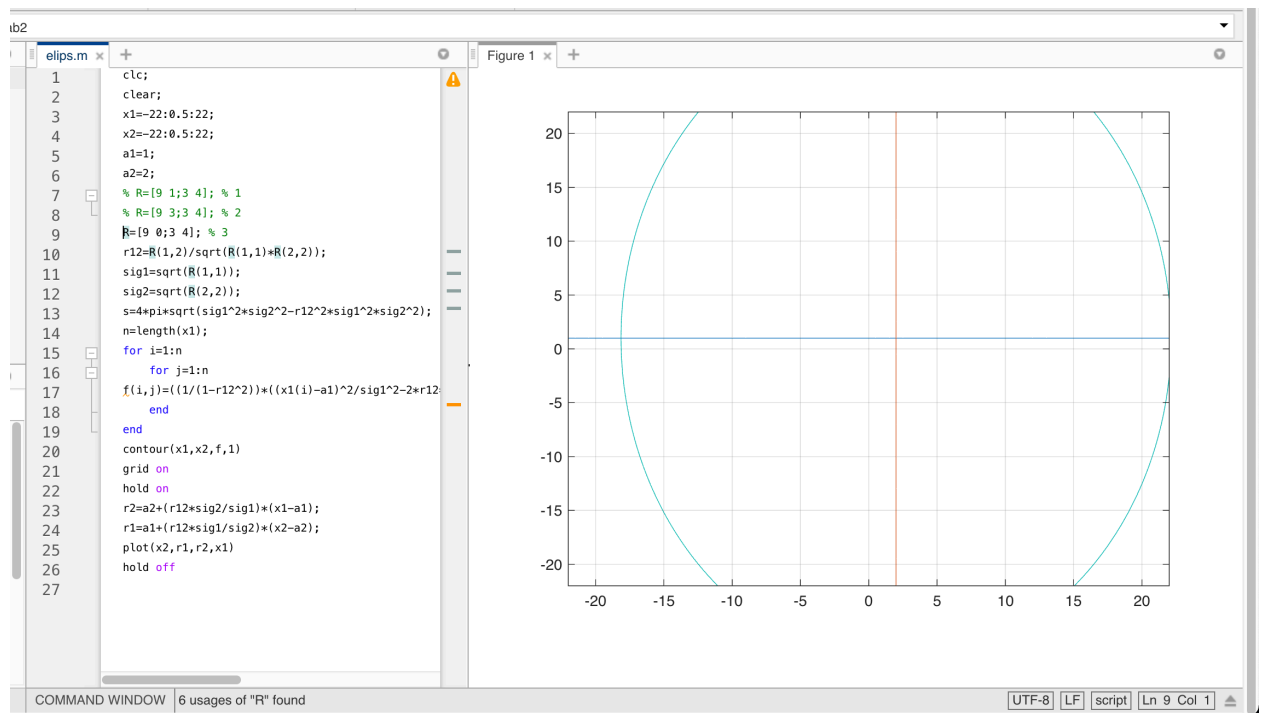 ab2
elips.m × +
Figure 1 × +
1 clc;
2 clear;
3 x1=-22:0.5:22;
4 x2=-22:0.5:22;
5 a1=1;
6 a2=2;
7 % R=[9 1;3 4]; % 1
8 % R=[9 3;3 4]; % 2
9 R=[9 0;3 4]; % 3
10 r12=R(1,2)/sqrt(R(1,1)*R(2,2));
11 sig1=sqrt(R(1,1));
12 sig2=sqrt(R(2,2));
13 s=4*pi*sqrt(sig1^2*sig2^2-r12^2*sig1^2*sig2^2);
14 n=length(x1);
15 for i=1:n
16 for j=1:n
17 f(i,j)=((1/(1-r12^2))*((x1(i)-a1)^2/sig1^2-2*r12
18 end
19 end
20 contour(x1,x2,f,1)
21 grid on
22 hold on
23 r2=a2+(r12*sig2/sig1)*(x1-a1);
24 r1=a1+(r12*sig1/sig2)*(x2-a2);
25 plot(x2,r1,r2,x1)
26 hold off
27
20
15
10
5
0
-5
-10
-15
-20
-20 -15 -10 -5 0 5 10 15 20
COMMAND WINDOW 6 usages of "R" found
UTF-8 LF script Ln 9 Col 1